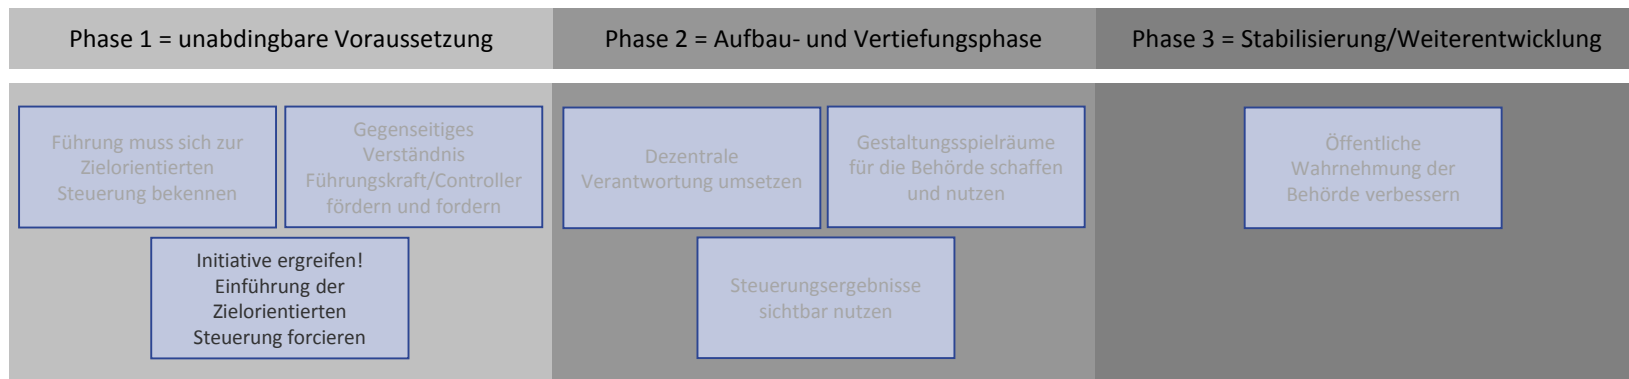 Phase 1 = unabdingbare Voraussetzung
Phase 2 = Aufbau- und Vertiefungsphase
Phase 3 = Stabilisierung/Weiterentwicklung
Führung muss sich zur
Zielorientierten
Steuerung bekennen
Gegenseitiges
Verständnis
Führungskraft/Controller
fördern und fordern
Initiative ergreifen!
Einführung der
Zielorientierten
Steuerung forcieren
Dezentrale
Verantwortung umsetzen
Gestaltungsspielräume
für die Behörde schaffen
und nutzen
Steuerungsergebnisse
sichtbar nutzen
Öffentliche
Wahrnehmung der
Behörde verbessern